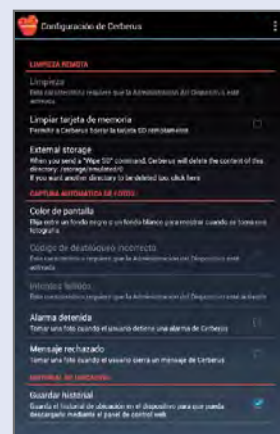 Configuración de Cerberus
LIMPIEZA REMOTA
Limpieza
Esta característica requiere que la Administración del Dispositivo esté
activada
Limpiar tarjeta de memoria
Permitir a Cerberus borrar la tarjeta SD remotamente
External storage
When you send a "Wipe SD" command, Cerberus will delete the content of this
directory: /storage/emulated/0
If you want another directory to be deleted too, click here
CAPTURA AUTOMÁTICA DE FOTOS
Color de pantalla
Elija entre un fondo negro o un fondo blanco para mostrar cuando se toma una
fotografía
Código de desbloqueo incorrecto
Esta característica requiere que la Administración del Dispositivo esté
activada
Intentos fallidos
Esta característica requiere que la Administración del Dispositivo esté activada
Alarma detenida
Tomar una foto cuando el usuario detiene una alarma de Cerberus
Mensaje rechazado
Tomar una foto cuando el usuario cierra un mensaje de Cerberus
HISTORIAL DE UBICACIÓN
Guardar historial
Guarda el historial de ubicación en el dispositivo para que pueda
descargarlo mediante el panel de control web